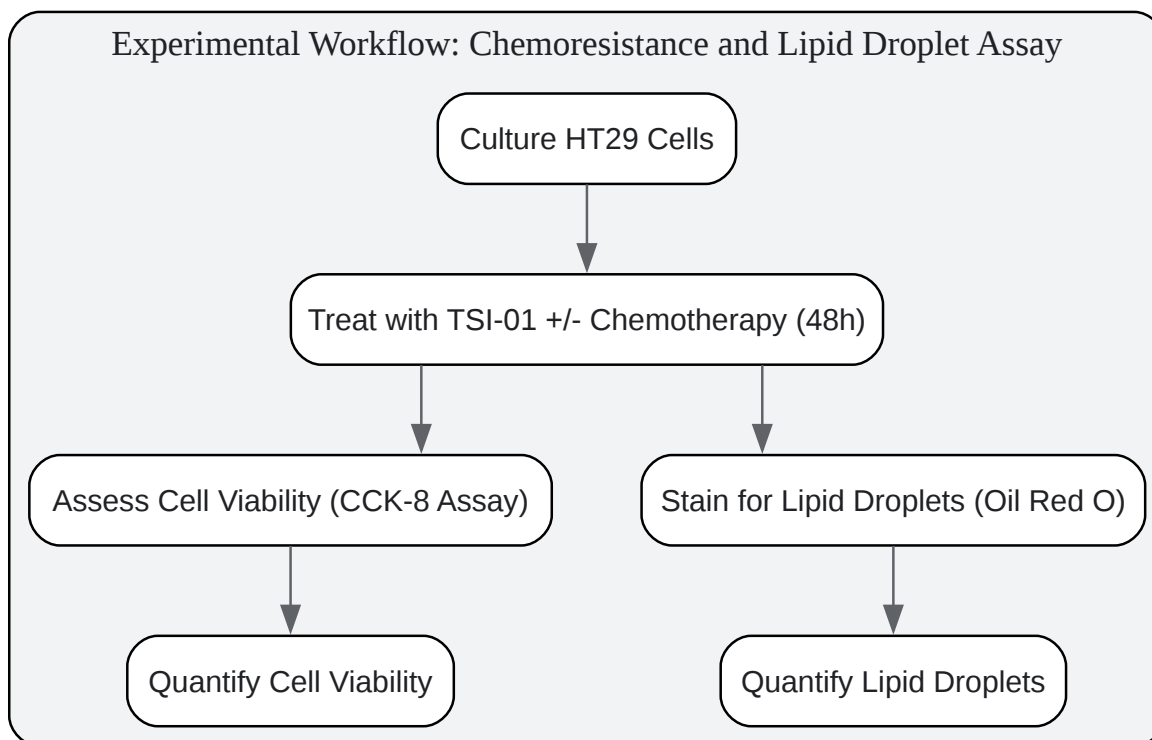 Experimental Workflow: Chemoresistance and Lipid Droplet Assay
Culture HT29 Cells
Treat with TSI-01 +/- Chemotherapy (48h)
Assess Cell Viability (CCK-8 Assay)
Stain for Lipid Droplets (Oil Red O)
Quantify Cell Viability
Quantify Lipid Droplets